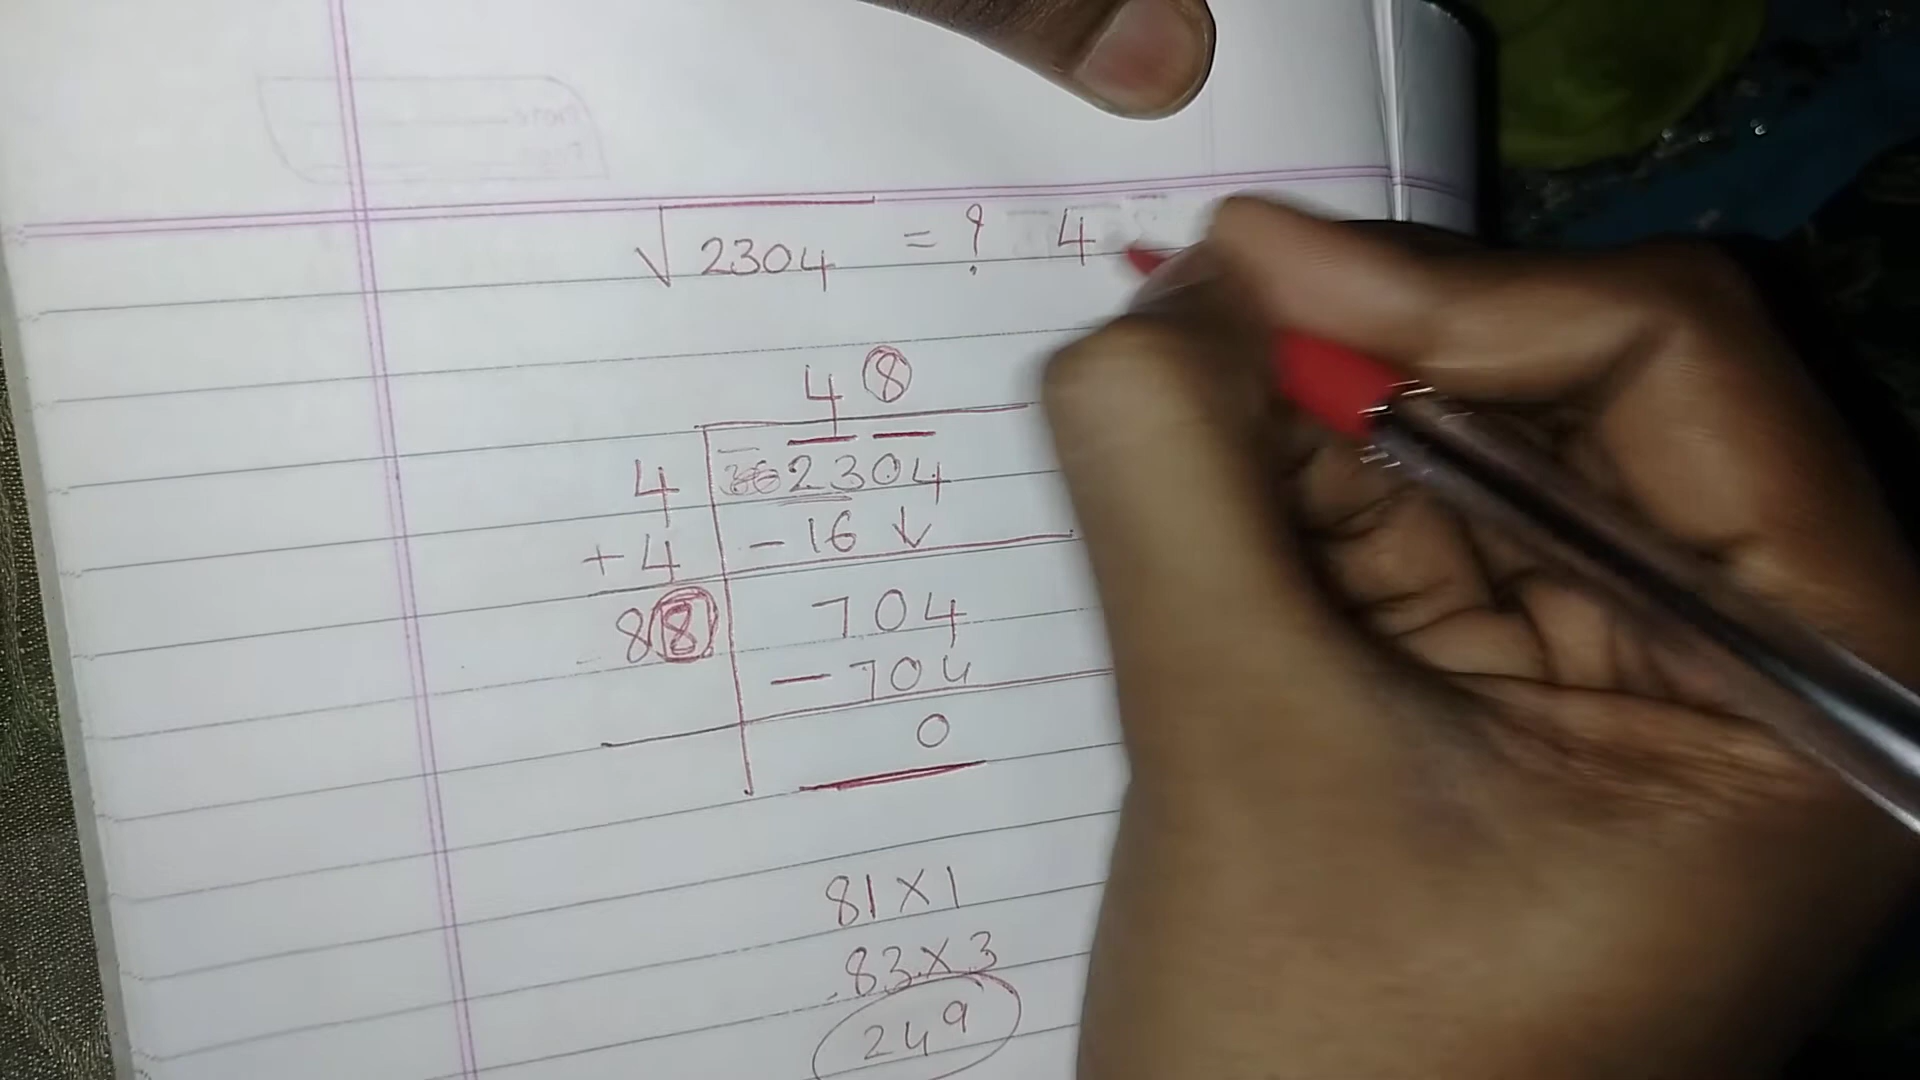 √2304 = ? 4
4 8
4 2304
+ 4 - 16 ↓
88 704
- 704
0
81 X 1
83 X 3
249